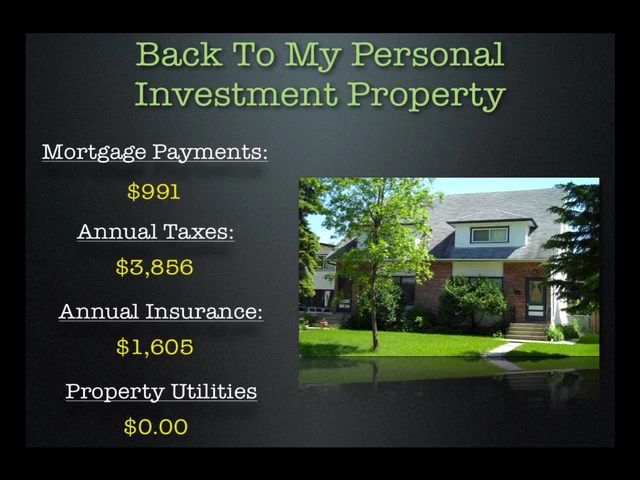 Back To My Personal
Investment Property
Mortgage Payments:
$991
Annual Taxes:
$3,856
Annual Insurance:
$1,605
Property Utilities
$0.00